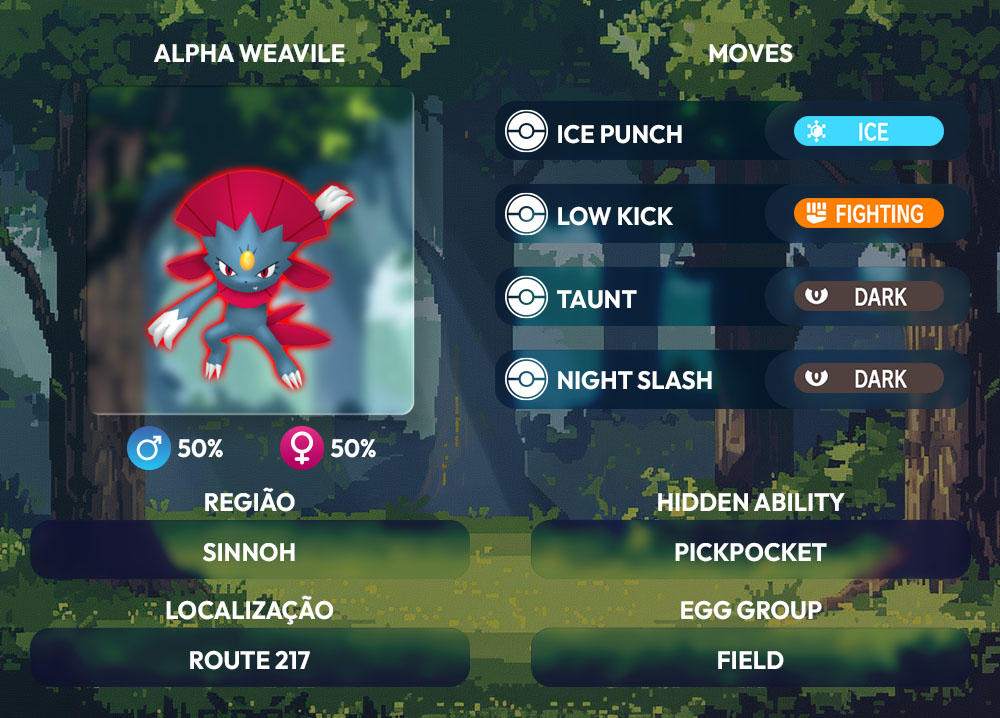 ALPHA WEAVILE
♂ 50% ♀ 50%
REGIÃO
SINNOH
LOCALIZAÇÃO
ROUTE 217
MOVES
ICE PUNCH ICE
LOW KICK FIGHTING
TAUNT DARK
NIGHT SLASH DARK
HIDDEN ABILITY
PICKPOCKET
EGG GROUP
FIELD